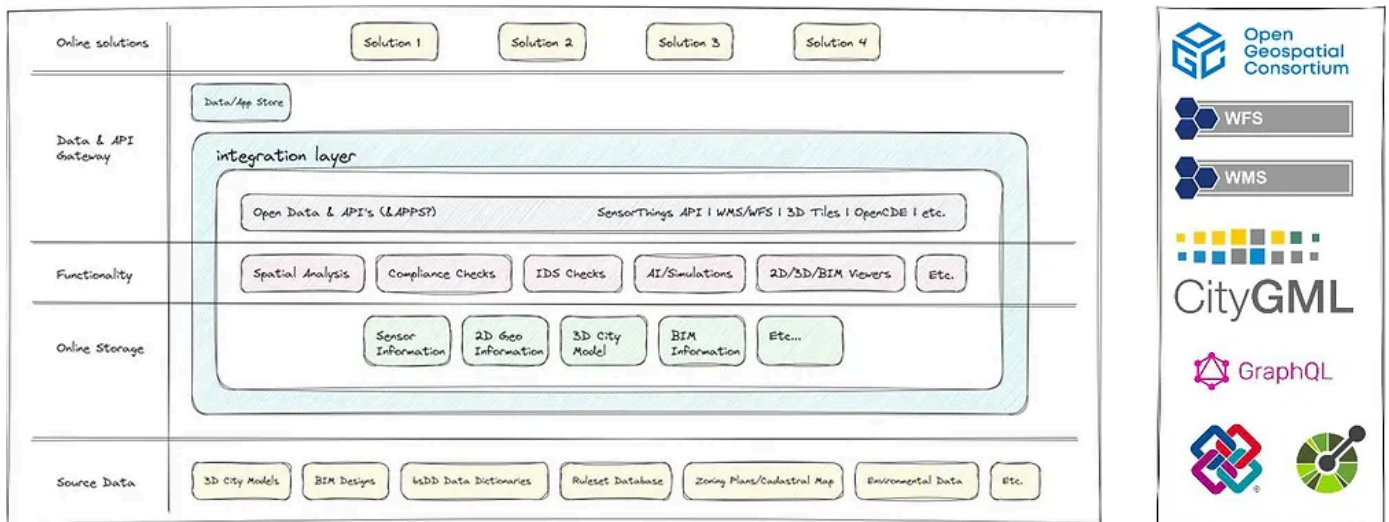 Online solutions
Solution 1
Solution 2
Solution 3
Solution 4
Data & API
Gateway
Data/App Store
integration layer
Open Data & API's (&APPS?)
SensorThings API | WMS/WFS | 3D Tiles | OpenCDE | etc.
Functionality
Spatial Analysis
Compliance Checks
IDS Checks
AI/Simulations
2D/3D/BIM Viewers
Etc.
Online Storage
Sensor
Information
2D Geo
Information
3D City
Model
BIM
Information
Etc...
Source Data
3D City Models
BIM Designs
bsDD Data Dictionaries
Ruleset Database
Zoning Plans/Cadastral Map
Environmental Data
Etc.
OGC
Open
Geospatial
Consortium
WFS
WMS
CityGML
GraphQL
®